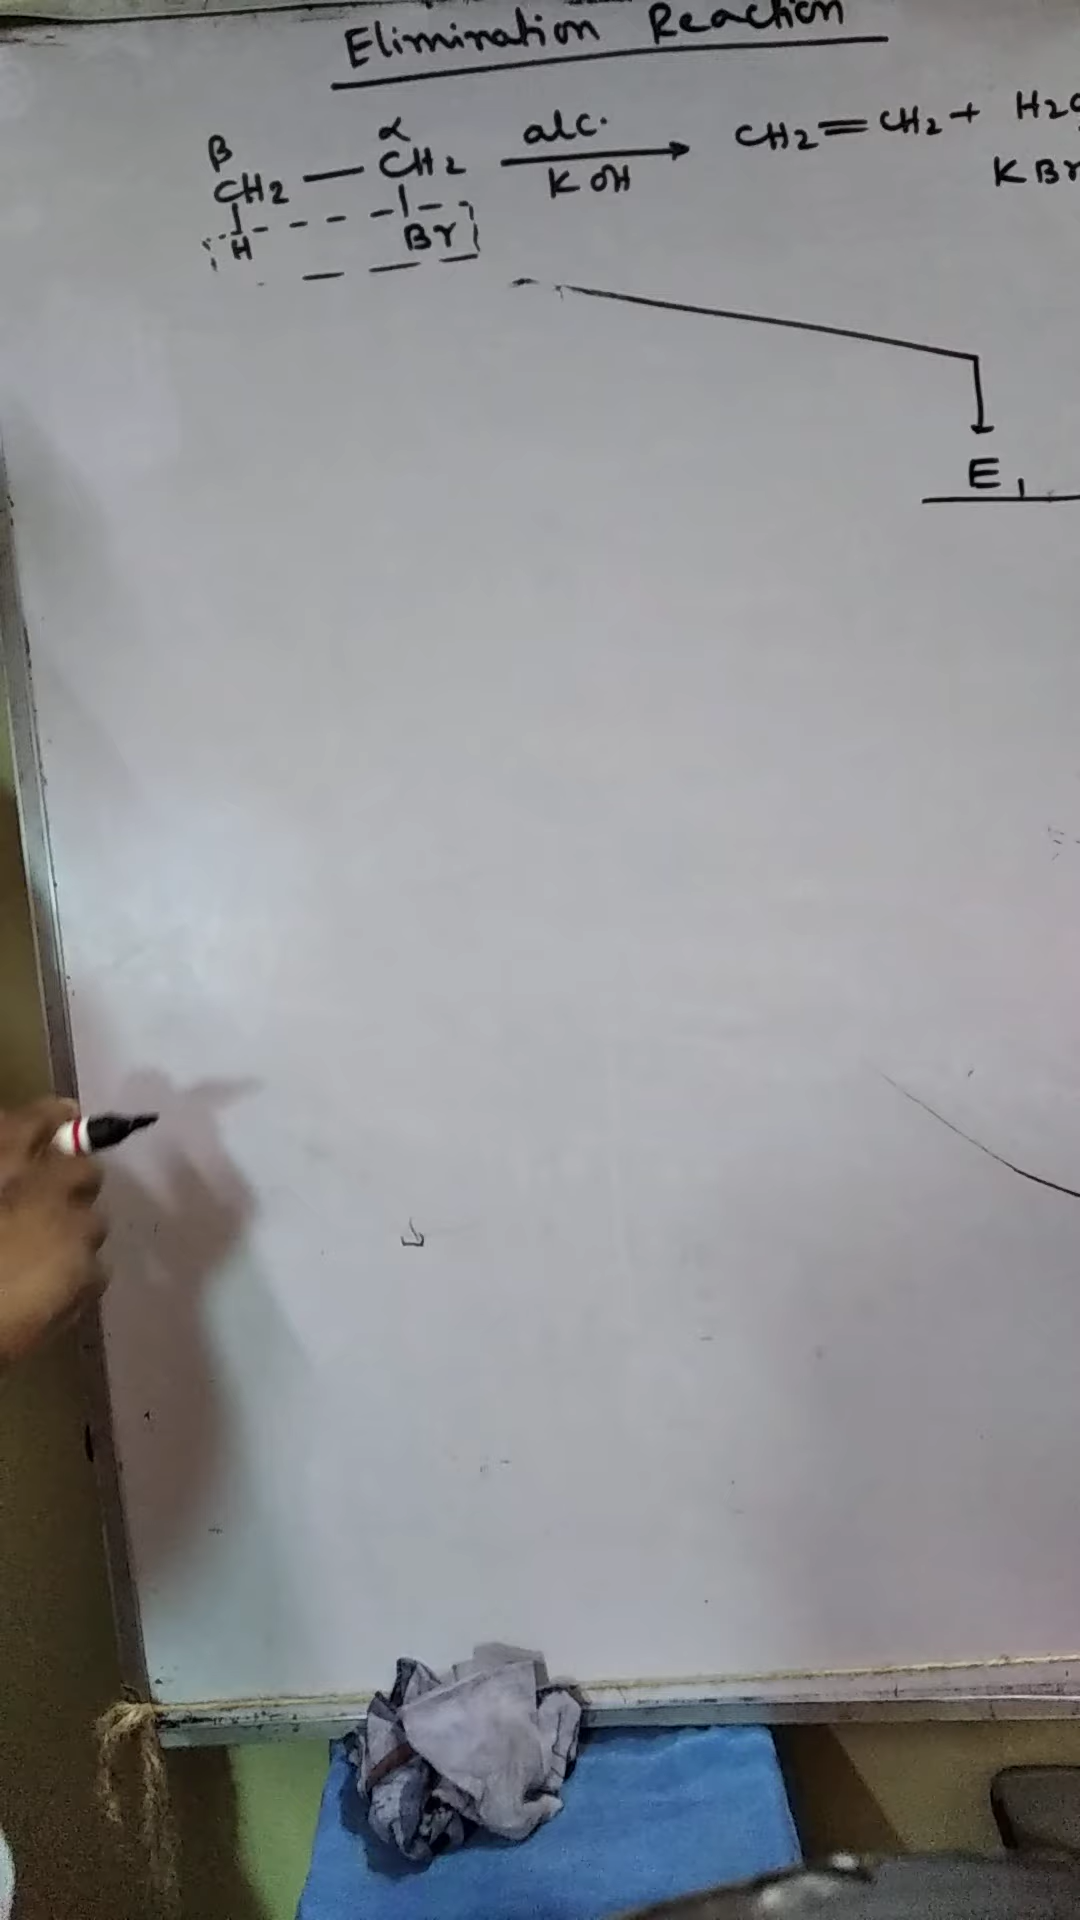 Elimination Reaction
β α
CH2 — CH2 alc. KOH → CH2=CH2 + H2O
H Br KBr
E1